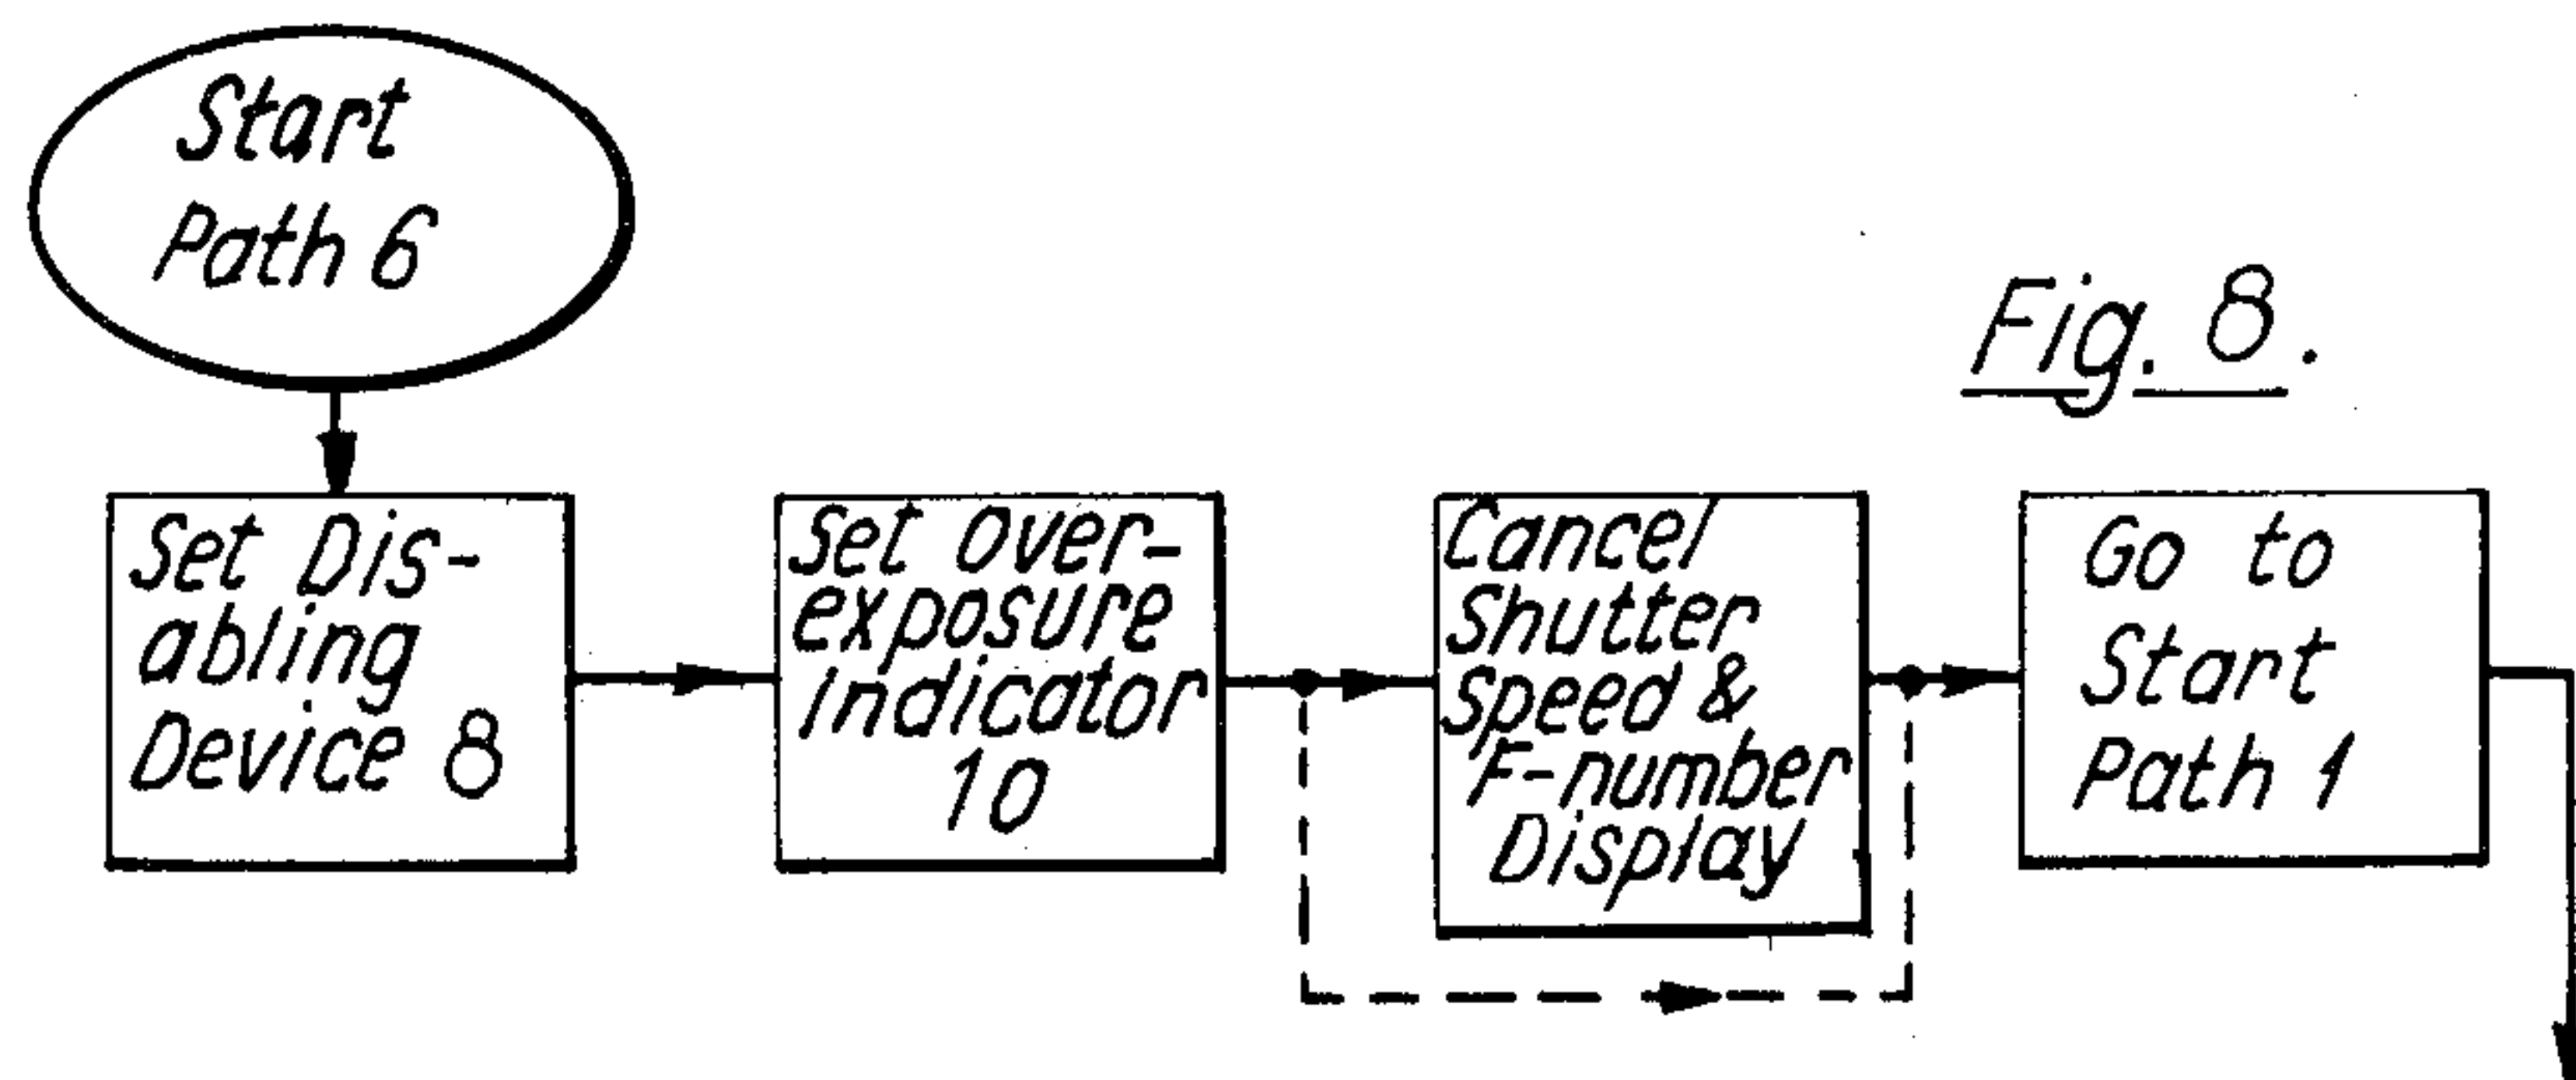 Start
Path 6
Fig. 8.
Set Dis-
abling
Device 8
Set Over-
exposure
Indicator
10
Cancel
Shutter
Speed &
F-number
Display
Go to
Start
Path 1